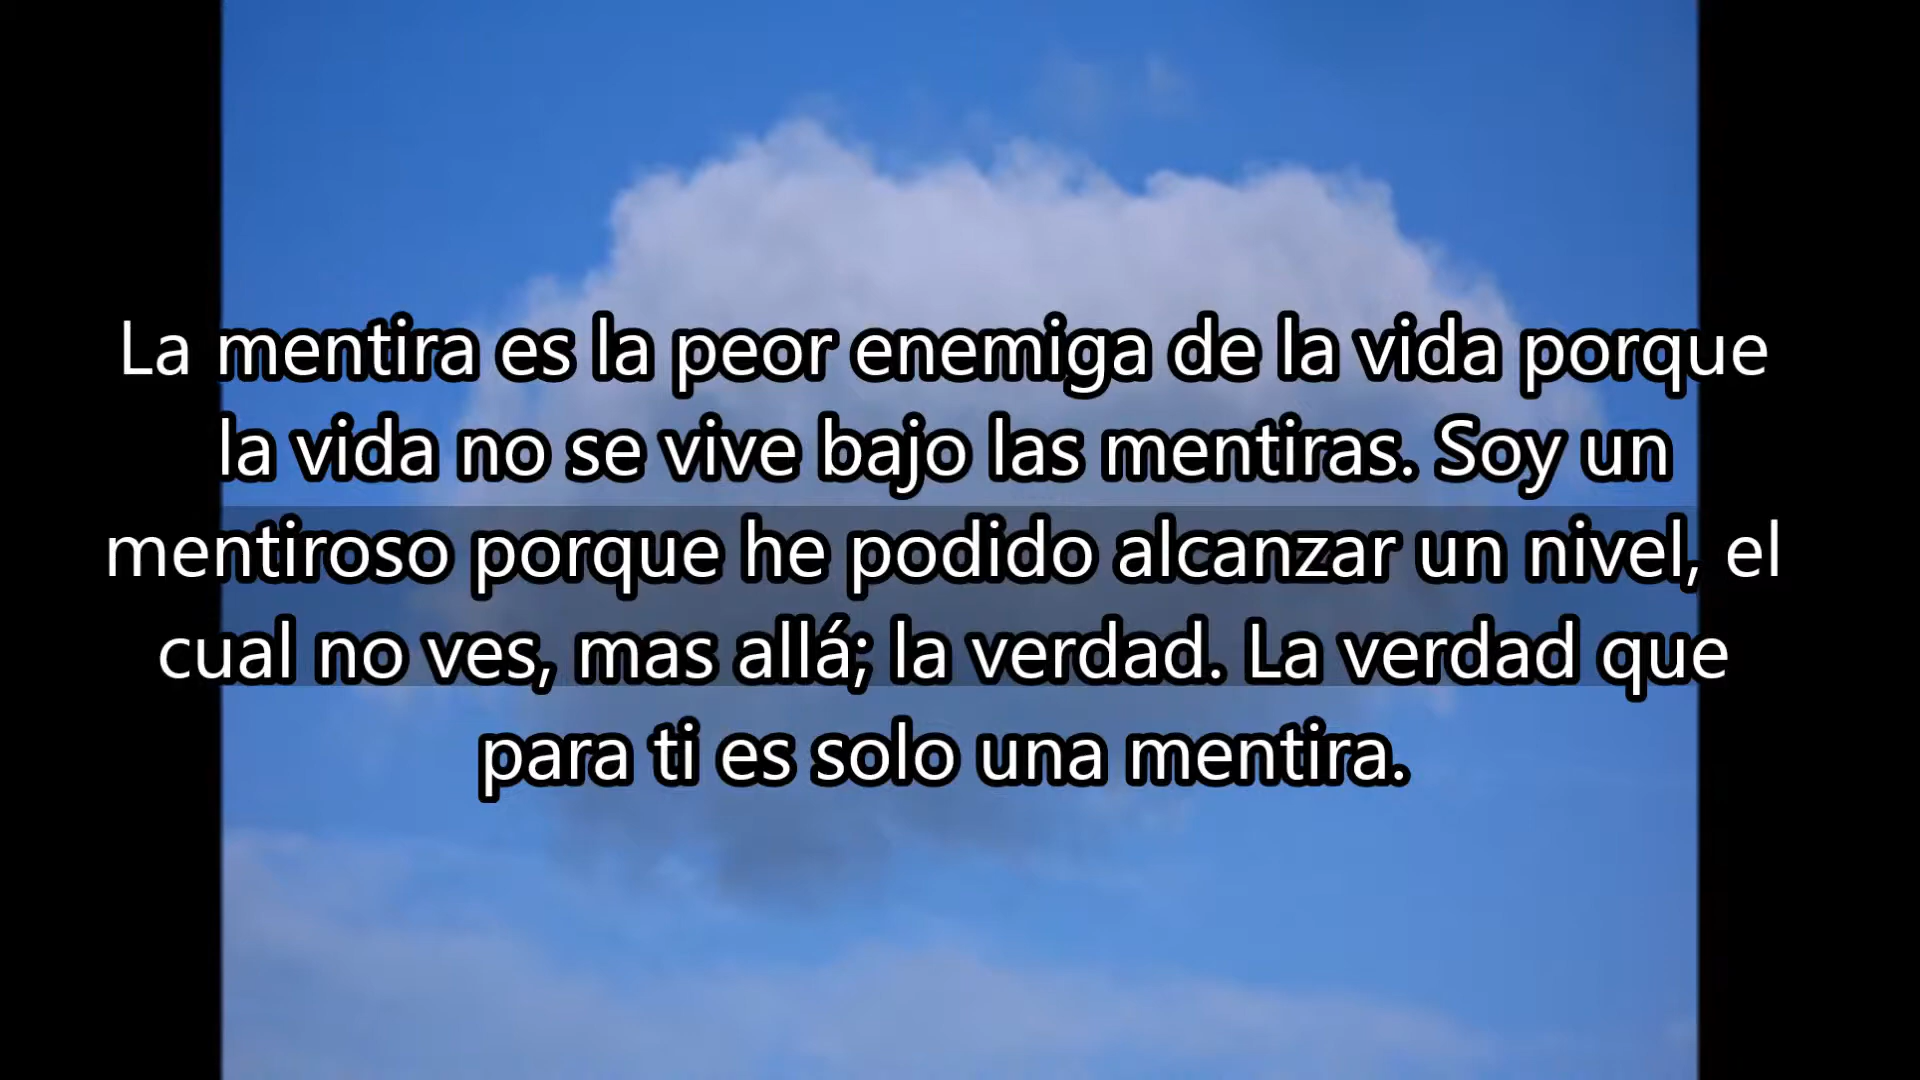 La mentira es la peor enemiga de la vida porque
la vida no se vive bajo las mentiras. Soy un
mentiroso porque he podido alcanzar un nivel, el
cual no ves, mas allá; la verdad. La verdad que
para ti es solo una mentira.